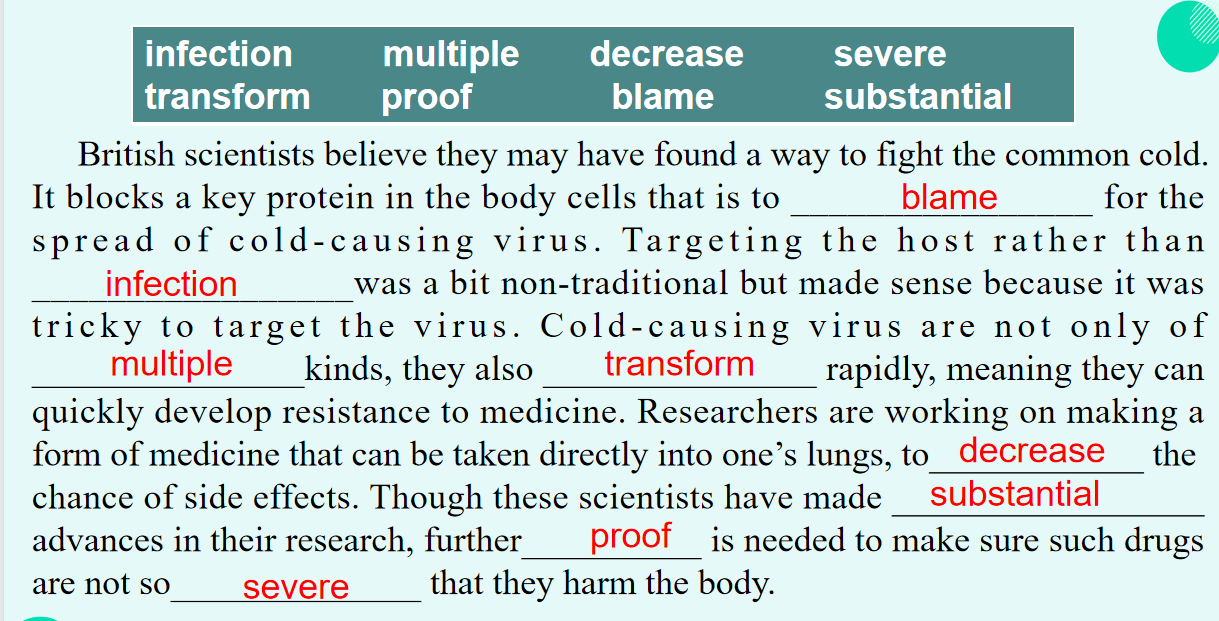 infection multiple decrease severe
transform proof blame substantial
British scientists believe they may have found a way to fight the common cold.
It blocks a key protein in the body cells that is to blame for the
spread of cold-causing virus. Targeting the host rather than
infection was a bit non-traditional but made sense because it was
tricky to target the virus. Cold-causing virus are not only of
multiple kinds, they also transform rapidly, meaning they can
quickly develop resistance to medicine. Researchers are working on making a
form of medicine that can be taken directly into one’s lungs, to decrease the
chance of side effects. Though these scientists have made substantial
advances in their research, further proof is needed to make sure such drugs
are not so severe that they harm the body.